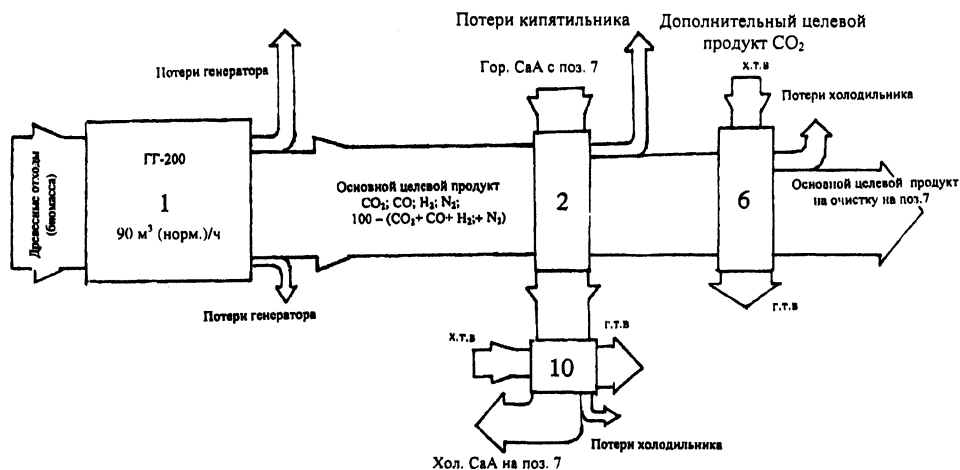 Потери кипятильника
Дополнительный целевой
продукт CO₂
Потери генератора
Гор. СаА с поз. 7
х.т.в
Потери холодильника
Древесные отходы
(биомасса)
ГГ-200
1
90 м³ (норм.)/ч
Основной целевой продукт
CO₂; CO; H₂; N₂;
100 – (CO₂+ CO+ H₂;+ N₂)
2
6
Основной целевой продукт
на очистку на поз.7
Потери генератора
г.т.в
х.т.в
г.т.в
10
Потери холодильника
Хол. СаА на поз. 7